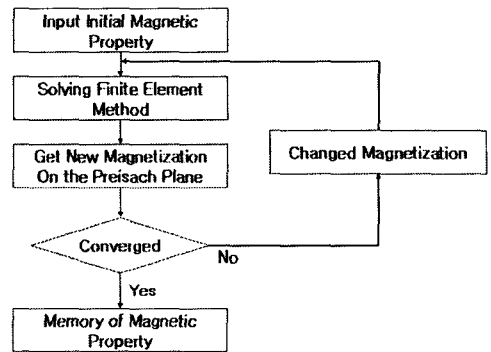 Input Initial Magnetic
Property
Solving Finite Element
Method
Get New Magnetization
On the Preisach Plane
Changed Magnetization
Converged
No
Yes
Memory of Magnetic
Property